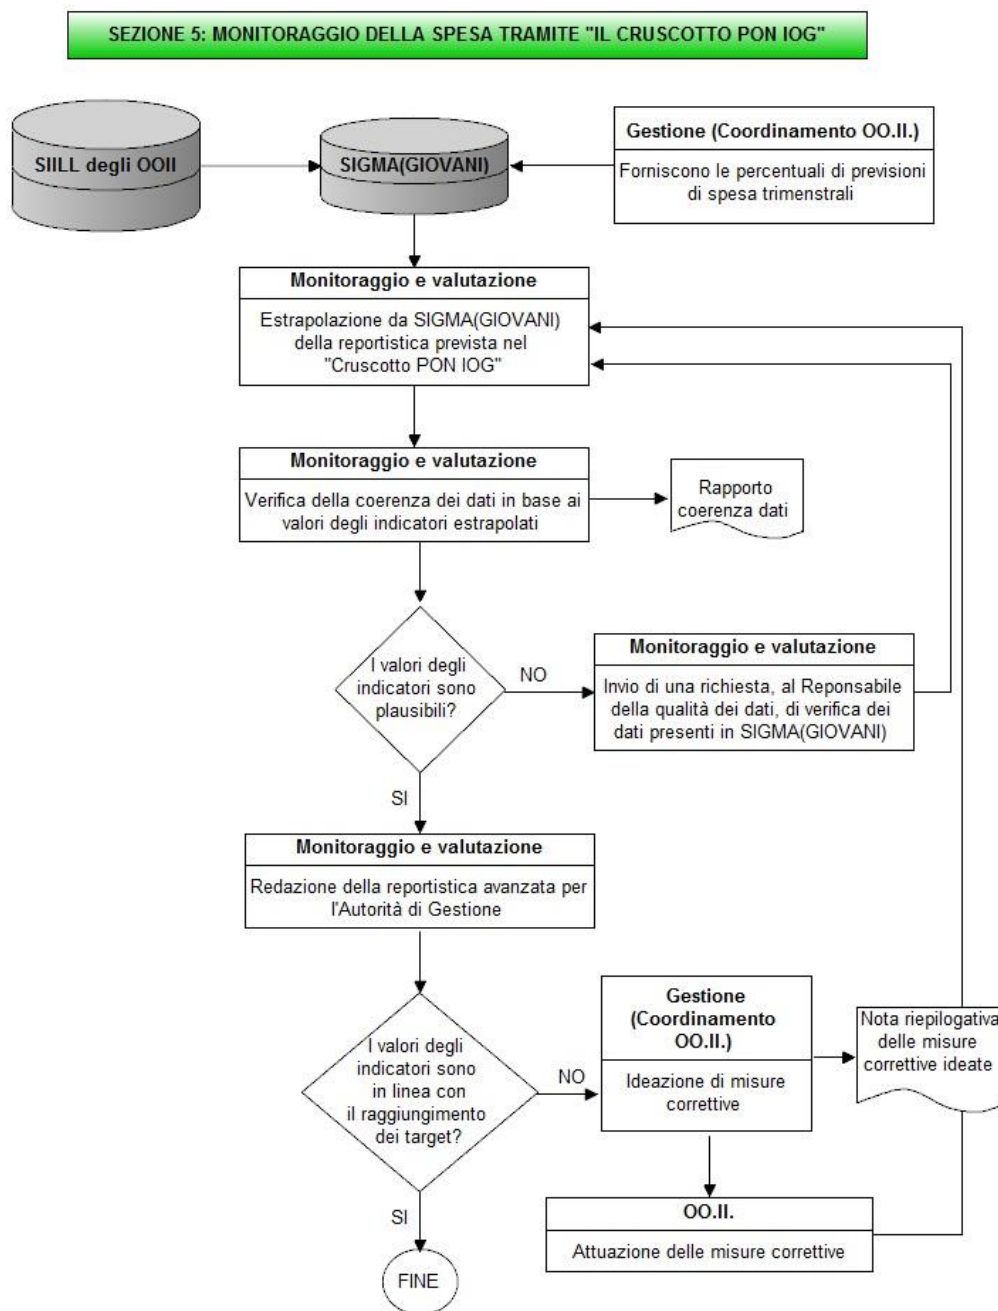 SEZIONE 5: MONITORAGGIO DELLA SPESA TRAMITE "IL CRUSCOTTO PON IOG"
SIILL degli OOII
SIGMA(GIOVANI)
Gestione (Coordinamento OO.II.)
Forniscono le percentuali di previsioni
di spesa trimenstrali
Monitoraggio e valutazione
Estrapolazione da SIGMA(GIOVANI)
della reportistica prevista nel
"Cruscotto PON IOG"
Monitoraggio e valutazione
Verifica della coerenza dei dati in base ai
valori degli indicatori estrapolati
Rapporto
coerenza dati
I valori degli
indicatori sono
plausibili?
NO
Monitoraggio e valutazione
Invio di una richiesta, al Reponsabile
della qualità dei dati, di verifica dei
dati presenti in SIGMA(GIOVANI)
SI
Monitoraggio e valutazione
Redazione della reportistica avanzata per
l'Autorità di Gestione
I valori degli
indicatori sono
in linea con
il raggiungimento
dei target?
NO
Gestione
(Coordinamento
OO.II.)
Ideazione di misure
correttive
Nota riepilogativa
delle misure
correttive ideate
OO.II.
Attuazione delle misure correttive
SI
FINE